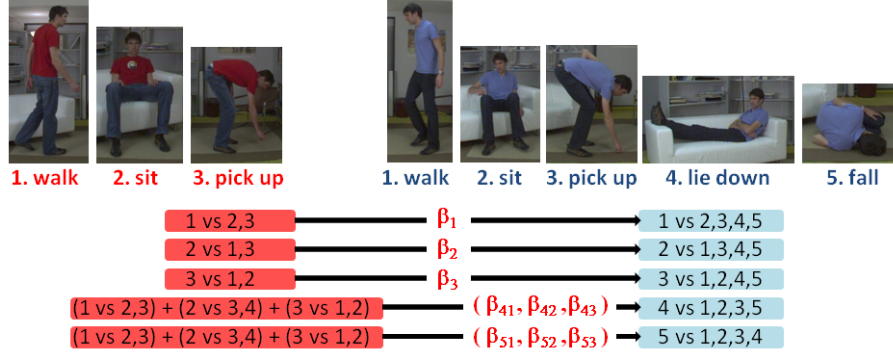 1. walk 2. sit 3. pick up 1. walk 2. sit 3. pick up 4. lie down 5. fall
1 vs 2,3 β1 1 vs 2,3,4,5
2 vs 1,3 β2 2 vs 1,3,4,5
3 vs 1,2 β3 3 vs 1,2,4,5
(1 vs 2,3) + (2 vs 3,4) + (3 vs 1,2) ( β41, β42, β43 ) 4 vs 1,2,3,5
(1 vs 2,3) + (2 vs 3,4) + (3 vs 1,2) ( β51, β52, β53 ) 5 vs 1,2,3,4